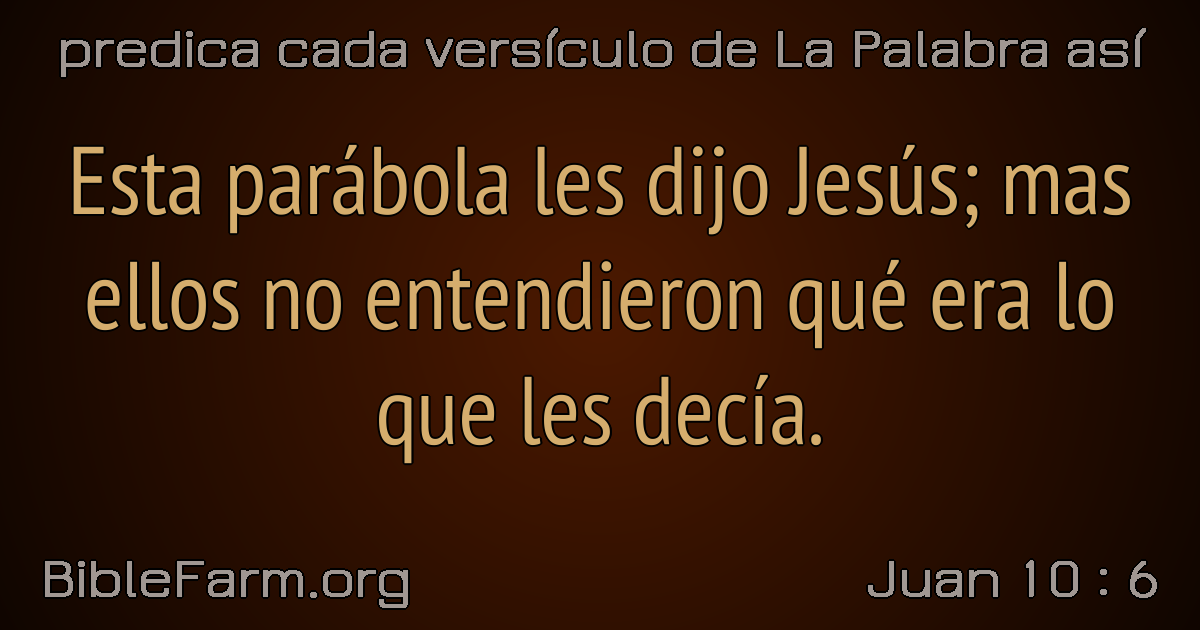 predica cada versículo de La Palabra así
Esta parábola les dijo Jesús; mas
ellos no entendieron qué era lo
que les decía.
BibleFarm.org
Juan 10 : 6